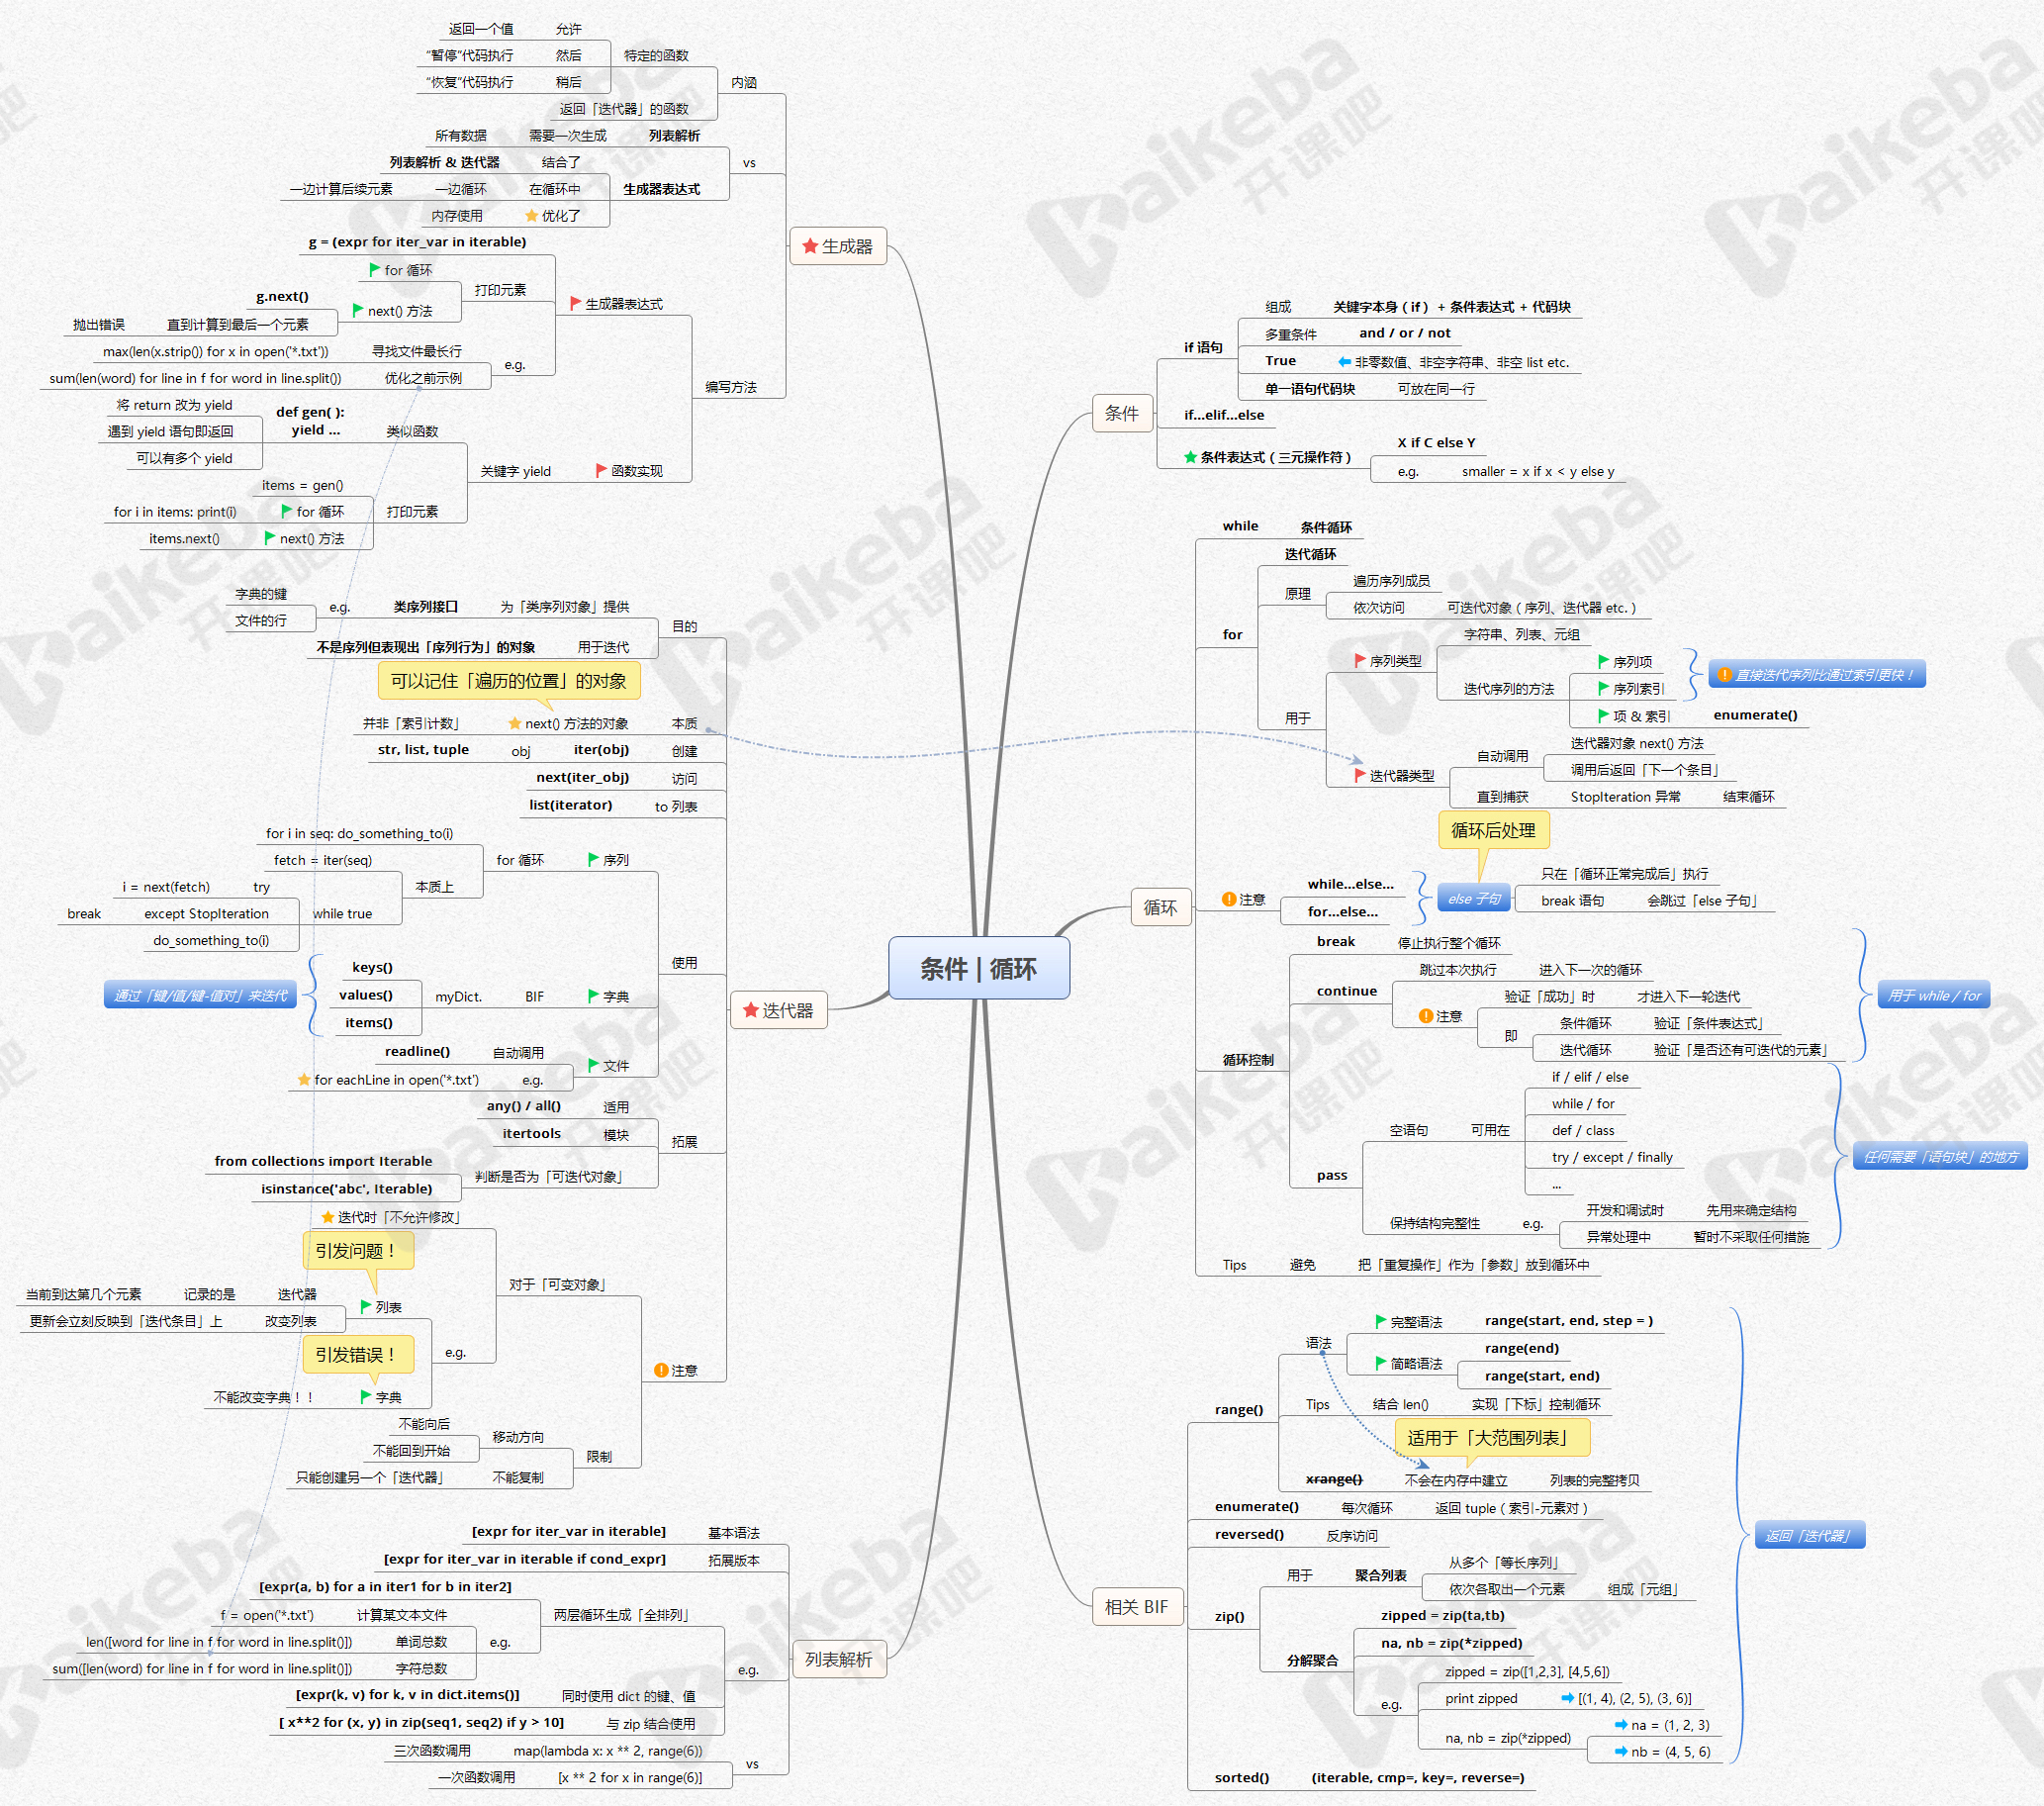 条件 | 循环
条件
if 语句
组成 关键字本身（if）+ 条件表达式 + 代码块
多重条件 and / or / not
True 非零数值、非空字符串、非空 list etc.
单一语句代码块 可放在同一行
if...elif...else
条件表达式（三元操作符）
X if C else Y
e.g. smaller = x if x < y else y
循环
while 条件循环
for
迭代循环
原理
遍历序列成员
依次访问 可迭代对象（序列、迭代器 etc.）
用于
序列类型
字符串、列表、元组
迭代序列的方法
序列项
序列索引
直接迭代序列比通过索引更快！
项 & 索引 enumerate()
迭代器类型
自动调用
迭代器对象 next() 方法
调用后返回「下一个条目」
直到捕获 StopIteration 异常 结束循环
注意
while...else...
for...else...
循环后处理
else 子句
只在「循环正常完成后」执行
break 语句 会跳过「else 子句」
循环控制
break 停止执行整个循环
continue
跳过本次执行 进入下一次的循环
注意
验证「成功」时 才进入下一轮迭代
即
条件循环 验证「条件表达式」
迭代循环 验证「是否还有可迭代的元素」
用于 while / for
pass
空语句 可用在
if / elif / else
while / for
def / class
try / except / finally
...
保持结构完整性 e.g.
开发和调试时 先用来确定结构
异常处理中 暂时不采取任何措施
任何需要「语句块」的地方
Tips 避免 把「重复操作」作为「参数」放到循环中
相关 BIF
range()
语法
完整语法 range(start, end, step = )
简略语法
range(end)
range(start, end)
Tips 结合 len() 实现「下标」控制循环
适用于「大范围列表」
xrange() 不会在内存中建立 列表的完整拷贝
enumerate() 每次循环 返回 tuple（索引-元素对）
reversed() 反序访问
zip()
用于 聚合列表
从多个「等长序列」
依次各取出一个元素 组成「元组」
分解聚合
zipped = zip(ta,tb)
na, nb = zip(*zipped)
e.g.
zipped = zip([1,2,3], [4,5,6])
print zipped [(1, 4), (2, 5), (3, 6)]
na, nb = zip(*zipped)
na = (1, 2, 3)
nb = (4, 5, 6)
sorted() (iterable, cmp=, key=, reverse=)
返回「迭代器」
生成器
内涵
特定的函数
允许 返回一个值
然后 “暂停”代码执行
稍后 “恢复”代码执行
返回「迭代器」的函数
vs
列表解析 需要一次生成 所有数据
生成器表达式
结合了 列表解析 & 迭代器
在循环中 一边循环 一边计算后续元素
优化了 内存使用
编写方法
生成器表达式
g = (expr for iter_var in iterable)
打印元素
for 循环
next() 方法
g.next()
直到计算到最后一个元素 抛出错误
e.g.
寻找文件最长行 max(len(x.strip()) for x in open('*.txt'))
优化之前示例 sum(len(word) for line in f for word in line.split())
函数实现 关键字 yield
类似函数
def gen( ):
yield ...
将 return 改为 yield
遇到 yield 语句即返回
可以有多个 yield
打印元素
items = gen()
for 循环 for i in items: print(i)
next() 方法 items.next()
迭代器
目的
为「类序列对象」提供 类序列接口 e.g.
字典的键
文件的行
用于迭代 不是序列但表现出「序列行为」的对象
可以记住「遍历的位置」的对象
本质 next() 方法的对象 并非「索引计数」
创建 iter(obj) obj str, list, tuple
访问 next(iter_obj)
to 列表 list(iterator)
使用
序列 for 循环
for i in seq: do_something_to(i)
本质上
fetch = iter(seq)
while true
try i = next(fetch)
except StopIteration break
do_something_to(i)
字典 BIF myDict.
keys()
values()
items()
通过「键/值/键-值对」来迭代
文件
自动调用 readline()
e.g. for eachLine in open('*.txt')
拓展
适用 any() / all()
模块 itertools
判断是否为「可迭代对象」
from collections import Iterable
isinstance('abc', Iterable)
注意
对于「可变对象」
迭代时「不允许修改」
e.g.
引发问题！
列表
迭代器 记录的是 当前到达第几个元素
改变列表 更新会立刻反映到「迭代条目」上
引发错误！
字典 不能改变字典！！
限制
移动方向
不能向后
不能回到开始
不能复制 只能创建另一个「迭代器」
列表解析
基本语法 [expr for iter_var in iterable]
拓展版本 [expr for iter_var in iterable if cond_expr]
e.g.
两层循环生成「全排列」
[expr(a, b) for a in iter1 for b in iter2]
e.g.
计算某文本文件 f = open('*.txt')
单词总数 len([word for line in f for word in line.split()])
字符总数 sum([len(word) for line in f for word in line.split()])
同时使用 dict 的键、值 [expr(k, v) for k, v in dict.items()]
与 zip 结合使用 [ x**2 for (x, y) in zip(seq1, seq2) if y > 10]
vs
map(lambda x: x ** 2, range(6)) 三次函数调用
[x ** 2 for x in range(6)] 一次函数调用
Kaikeba
开课吧